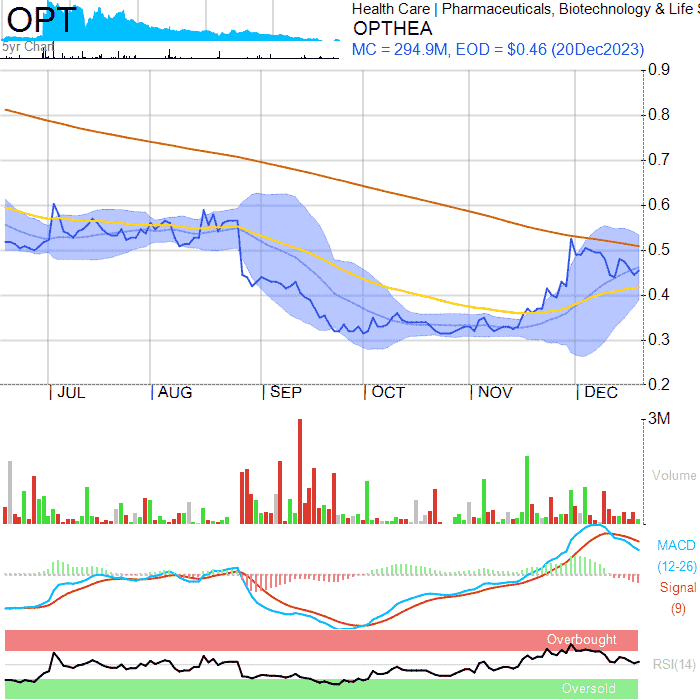 OPT
5yr Chart
Health Care | Pharmaceuticals, Biotechnology & Life S
OPTHEA
MC = 294.9M, EOD = $0.46 (20Dec2023)
0.9
0.8
0.7
0.6
0.5
0.4
0.3
0.2
JUL AUG SEP OCT NOV DEC
3M
Volume
MACD
(12-26)
Signal
(9)
Overbought
RSI(14)
Oversold